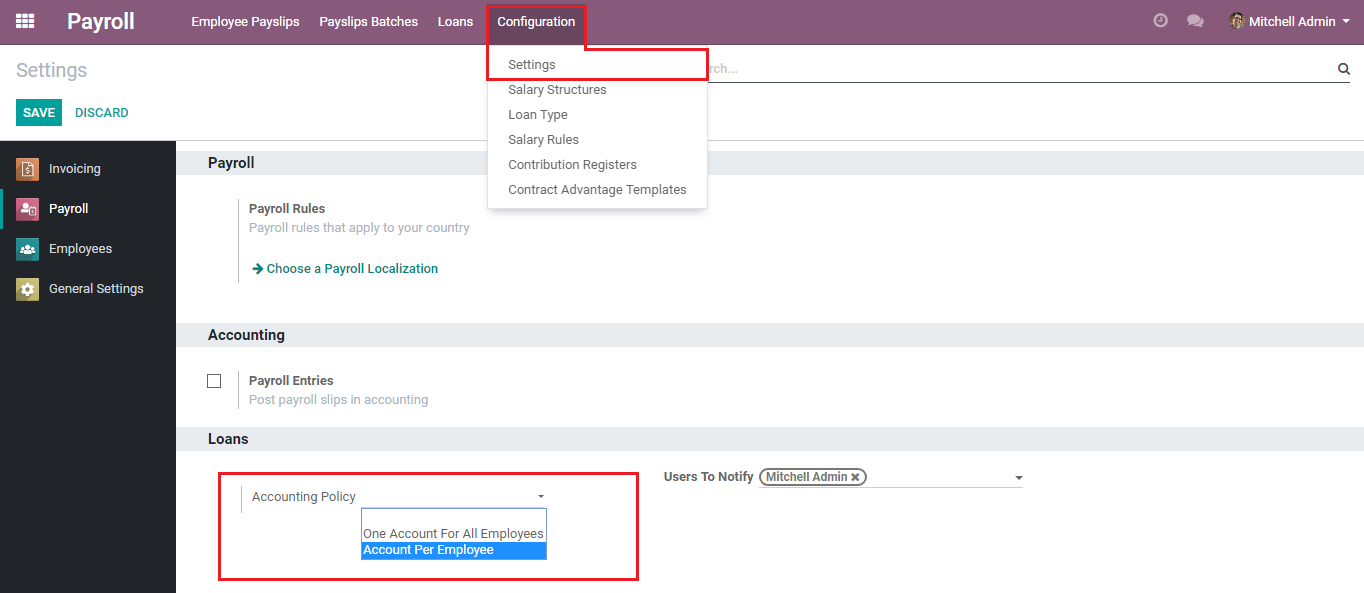 Payroll Employee Payslips Payslips Batches Loans Configuration Mitchell Admin
Settings
Settings
rch...
Salary Structures
SAVE DISCARD
Loan Type
Salary Rules
Contribution Registers
Contract Advantage Templates
Invoicing
Payroll
Employees
General Settings
Payroll
Payroll Rules
Payroll rules that apply to your country
Choose a Payroll Localization
Accounting
Payroll Entries
Post payroll slips in accounting
Loans
Accounting Policy
One Account For All Employees
Account Per Employee
Users To Notify Mitchell Admin